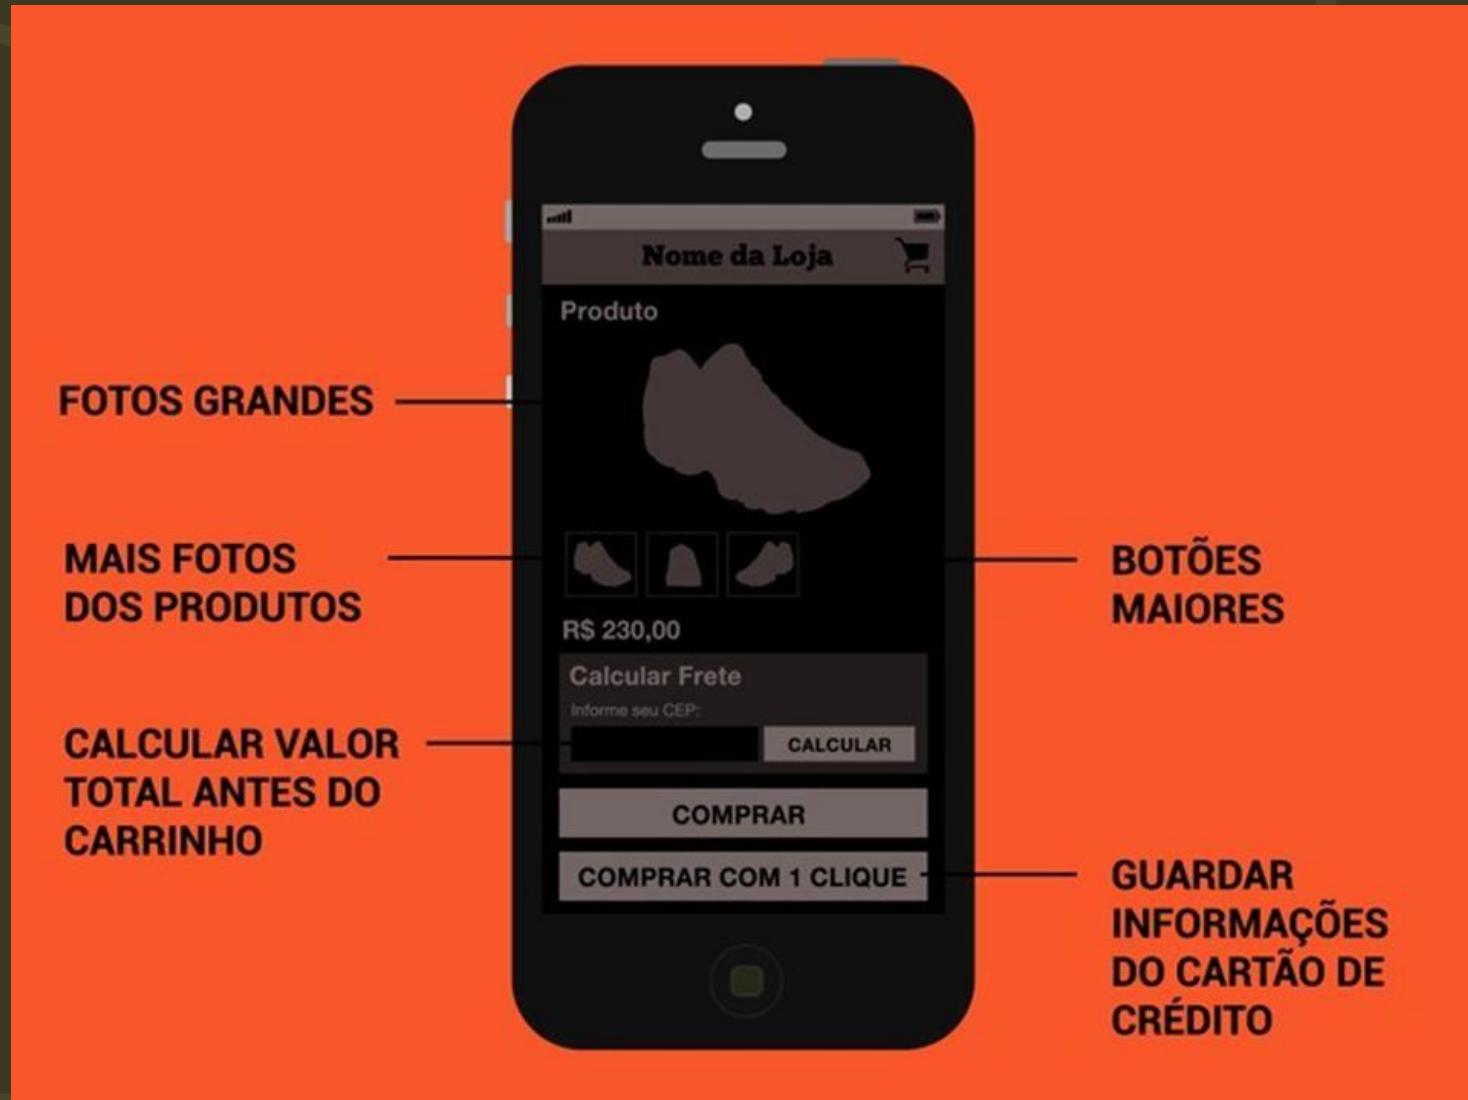 Nome da Loja
Produto
FOTOS GRANDES
MAIS FOTOS
DOS PRODUTOS
BOTÕES
MAIORES
R$ 230,00
Calcular Frete
Informe seu CEP:
CALCULAR
CALCULAR VALOR
TOTAL ANTES DO
CARRINHO
COMPRAR
COMPRAR COM 1 CLIQUE
GUARDAR
INFORMAÇÕES
DO CARTÃO DE
CRÉDITO